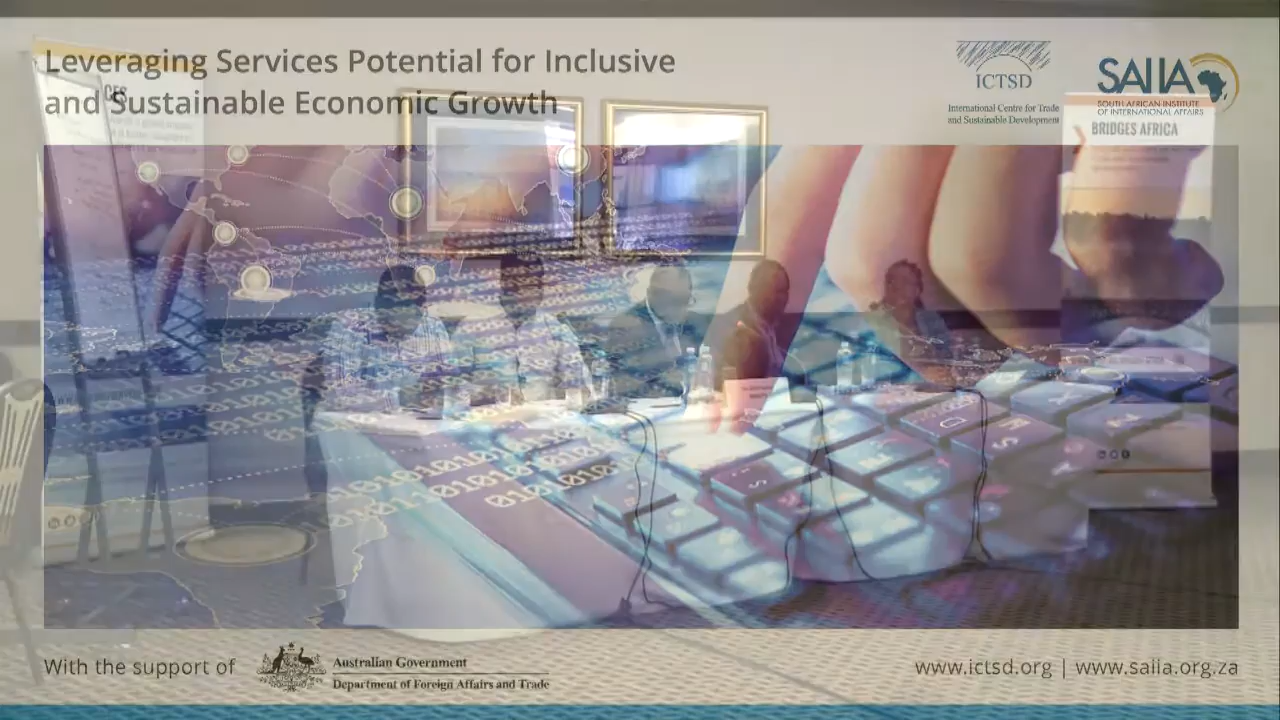 Leveraging Services Potential for Inclusive
and Sustainable Economic Growth
ICTSD
International Centre for Trade
and Sustainable Development
SAIIA
SOUTH AFRICAN INSTITUTE
OF INTERNATIONAL AFFAIRS
BRIDGES AFRICA
With the support of
Australian Government
Department of Foreign Affairs and Trade
www.ictsd.org | www.saiia.org.za